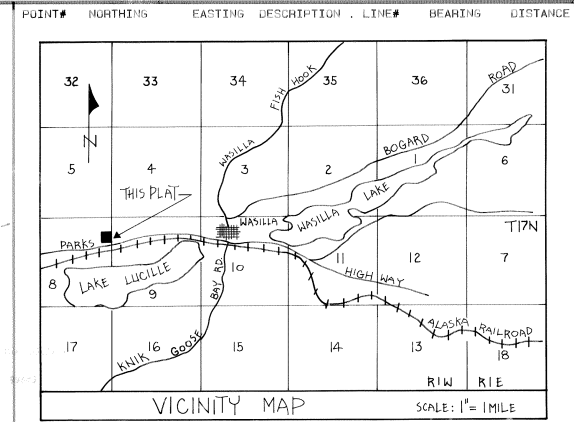 POINT# NORTHING EASTING DESCRIPTION . LINE# BEARING DISTANCE
32 33 34 35 36 31
FISH HOOK
WASILLA
BOGARD ROAD
5 4 3 2 1 6
N
THIS PLAT
WASILLA
WASILLA LAKE
T17N
PARKS HIGHWAY
8 9 10 11 12 7
LAKE LUCILLE
KNIK GOOSE BAY RD.
ALASKA RAILROAD
17 16 15 14 13 18
R1W R1E
VICINITY MAP
SCALE: 1"= 1 MILE